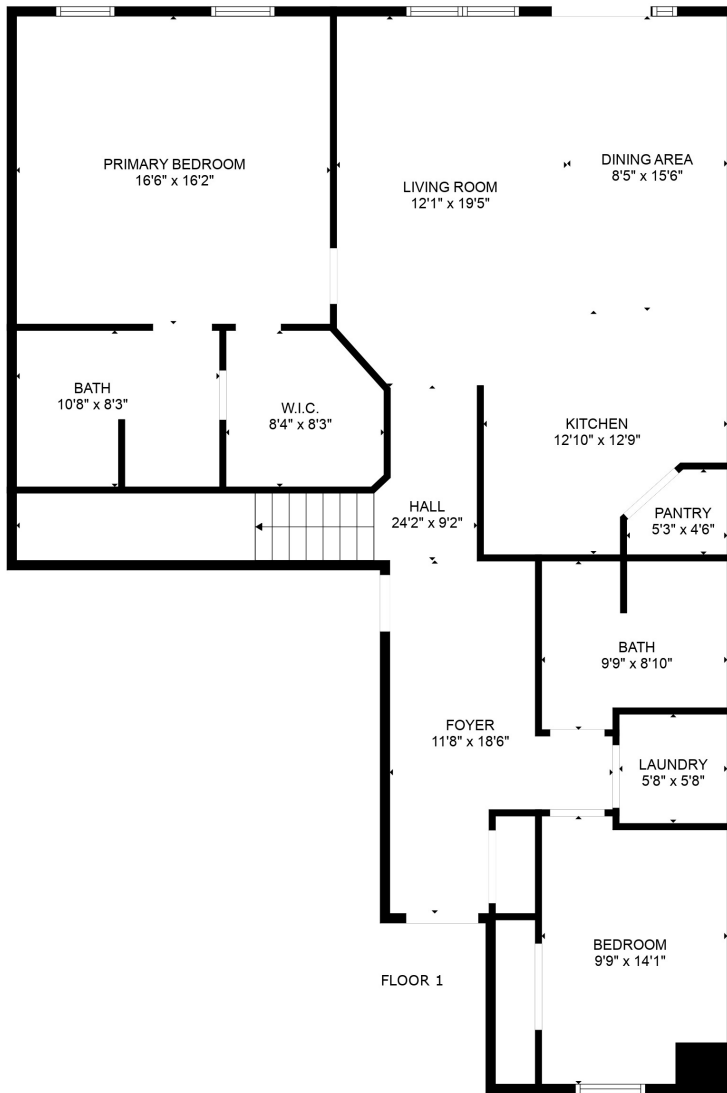 PRIMARY BEDROOM
16'6" x 16'2"
LIVING ROOM
12'1" x 19'5"
DINING AREA
8'5" x 15'6"
BATH
10'8" x 8'3"
W.I.C.
8'4" x 8'3"
KITCHEN
12'10" x 12'9"
HALL
24'2" x 9'2"
PANTRY
5'3" x 4'6"
BATH
9'9" x 8'10"
FOYER
11'8" x 18'6"
LAUNDRY
5'8" x 5'8"
BEDROOM
9'9" x 14'1"
FLOOR 1